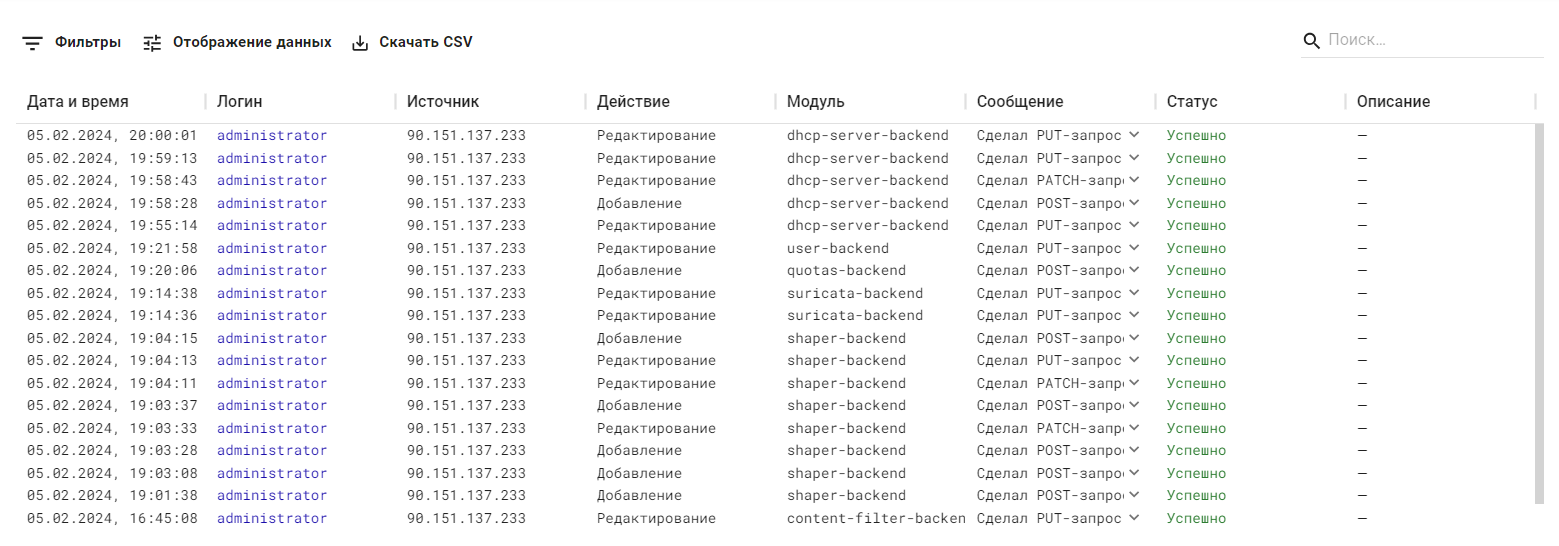 Фильтры Отображение данных Скачать CSV Поиск...
Дата и время Логин Источник Действие Модуль Сообщение Статус Описание
05.02.2024, 20:00:01 administrator 90.151.137.233 Редактирование dhcp-server-backend Сделал PUT-запрос Успешно —
05.02.2024, 19:59:13 administrator 90.151.137.233 Редактирование dhcp-server-backend Сделал PUT-запрос Успешно —
05.02.2024, 19:58:43 administrator 90.151.137.233 Редактирование dhcp-server-backend Сделал PATCH-запр Успешно —
05.02.2024, 19:58:28 administrator 90.151.137.233 Добавление dhcp-server-backend Сделал POST-запро Успешно —
05.02.2024, 19:55:14 administrator 90.151.137.233 Редактирование dhcp-server-backend Сделал PUT-запрос Успешно —
05.02.2024, 19:21:58 administrator 90.151.137.233 Редактирование user-backend Сделал PUT-запрос Успешно —
05.02.2024, 19:20:06 administrator 90.151.137.233 Добавление quotas-backend Сделал POST-запро Успешно —
05.02.2024, 19:14:38 administrator 90.151.137.233 Редактирование suricata-backend Сделал PUT-запрос Успешно —
05.02.2024, 19:14:36 administrator 90.151.137.233 Редактирование suricata-backend Сделал PUT-запрос Успешно —
05.02.2024, 19:04:15 administrator 90.151.137.233 Добавление shaper-backend Сделал POST-запро Успешно —
05.02.2024, 19:04:13 administrator 90.151.137.233 Редактирование shaper-backend Сделал PUT-запрос Успешно —
05.02.2024, 19:04:11 administrator 90.151.137.233 Редактирование shaper-backend Сделал PATCH-запр Успешно —
05.02.2024, 19:03:37 administrator 90.151.137.233 Добавление shaper-backend Сделал POST-запро Успешно —
05.02.2024, 19:03:33 administrator 90.151.137.233 Редактирование shaper-backend Сделал PATCH-запр Успешно —
05.02.2024, 19:03:28 administrator 90.151.137.233 Добавление shaper-backend Сделал POST-запро Успешно —
05.02.2024, 19:03:08 administrator 90.151.137.233 Добавление shaper-backend Сделал POST-запро Успешно —
05.02.2024, 19:01:38 administrator 90.151.137.233 Добавление shaper-backend Сделал POST-запро Успешно —
05.02.2024, 16:45:08 administrator 90.151.137.233 Редактирование content-filter-backen Сделал PUT-запрос Успешно —